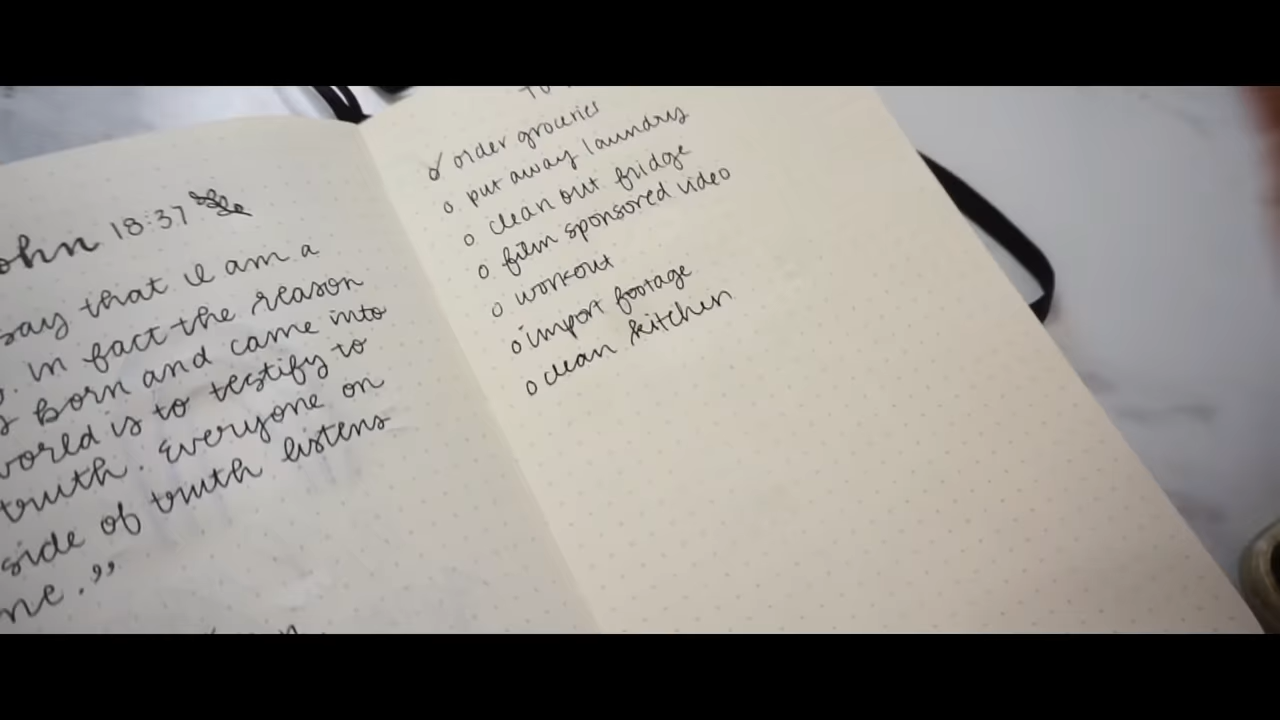 ohn 18:37
say that I am a
. In fact the reason
s born and came into
world is to testify to
truth. Everyone on
side of truth listens
me."
To
order groceries
put away laundry
clean out fridge
film sponsored video
workout
import footage
clean kitchen